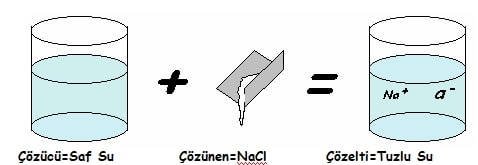 +
=
Na+ a-
Çözücü=Saf Su Çözünen=NaCl Çözelti=Tuzlu Su